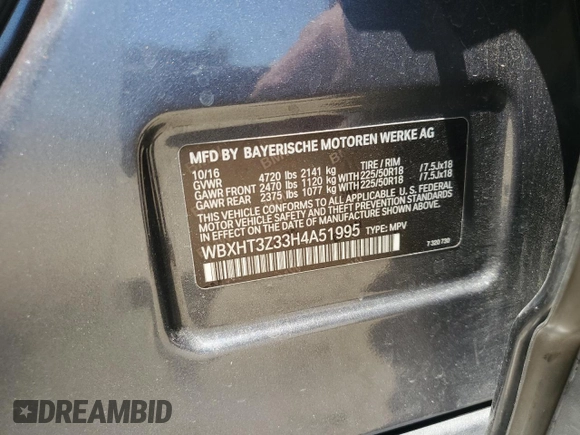 MFD BY BAYERISCHE MOTOREN WERKE AG
10/16 TIRE / RIM
GVWR 4720 lbs 2141 kg
GAWR FRONT 2470 lbs 1120 kg WITH 225/50R18 /7.5Jx18
GAWR REAR 2375 lbs 1077 kg WITH 225/50R18 /7.5Jx18
THIS VEHICLE CONFORMS TO ALL APPLICABLE U.S. FEDERAL
MOTOR VEHICLE SAFETY AND THEFT PREVENTION STANDARDS IN
EFFECT ON THE DATE OF MANUFACTURE SHOWN ABOVE.
WBXHT3Z33H4A51995 TYPE: MPV
7 320 730
DREAMBID